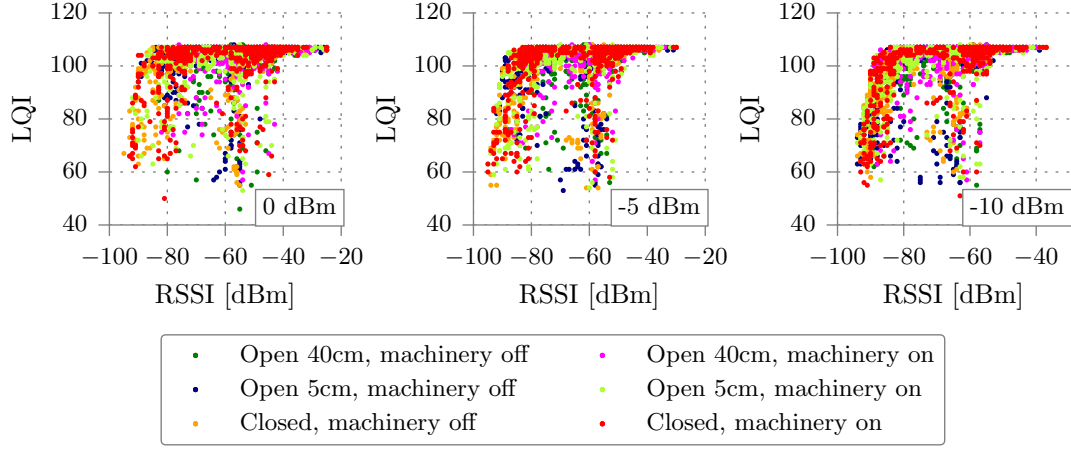 120
100
80
60
40
−100 −80 −60 −40 −20
LQI
RSSI [dBm]
0 dBm
120
100
80
60
40
−100 −80 −60 −40 −20
LQI
RSSI [dBm]
-5 dBm
120
100
80
60
40
−100 −80 −60 −40
LQI
RSSI [dBm]
-10 dBm
Open 40cm, machinery off
Open 5cm, machinery off
Closed, machinery off
Open 40cm, machinery on
Open 5cm, machinery on
Closed, machinery on